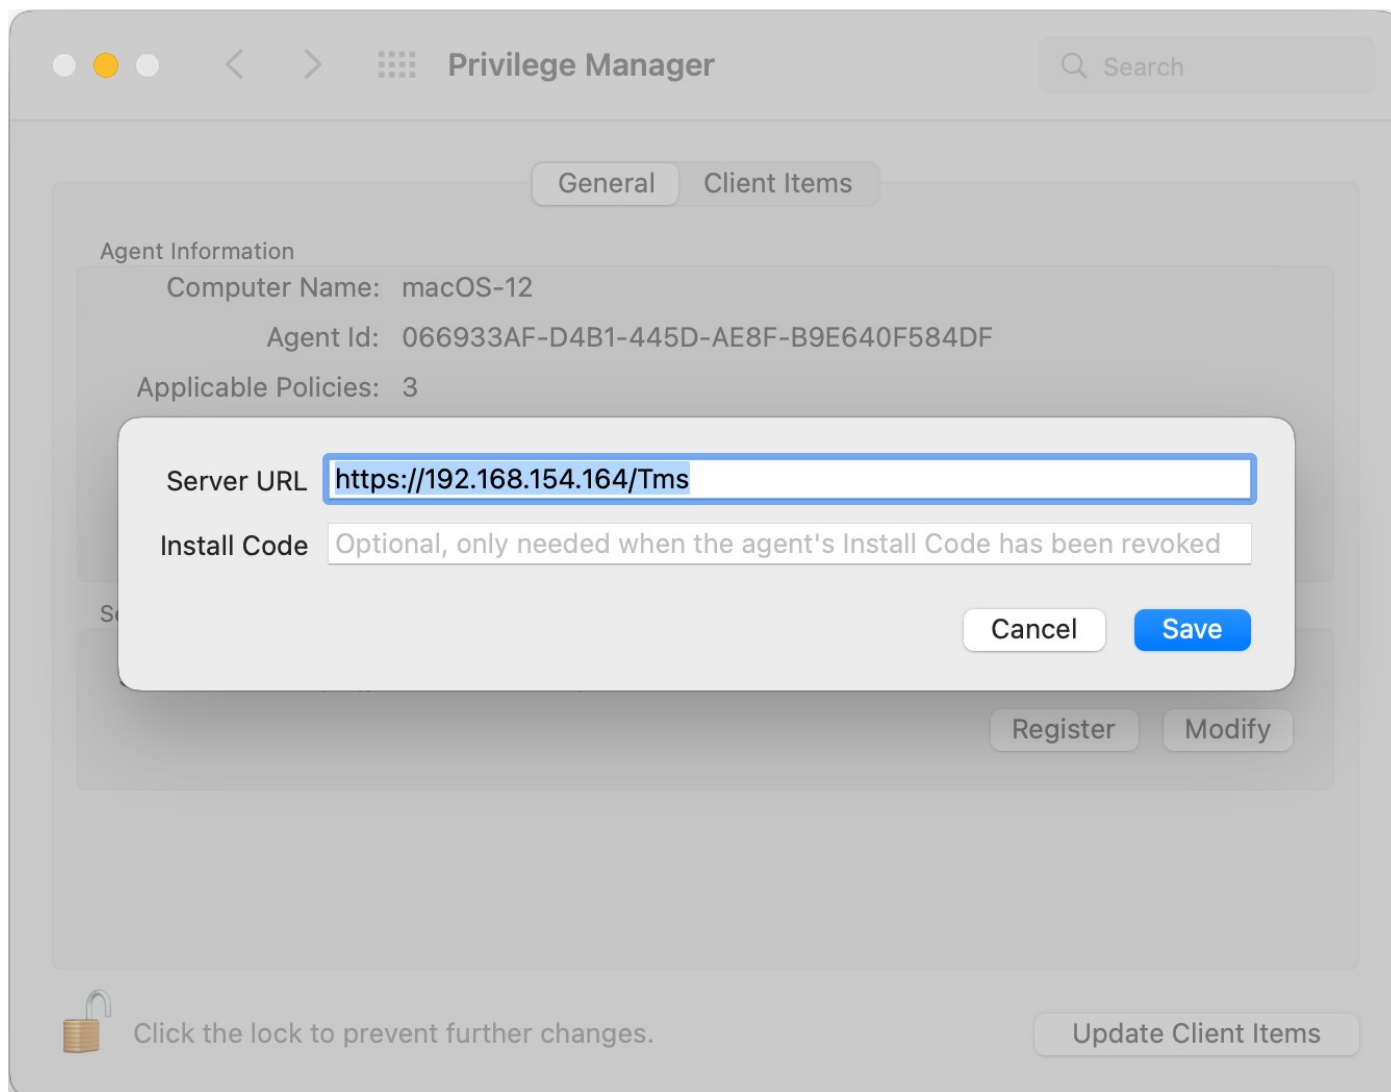 Privilege Manager
Search
General
Client Items
Agent Information
Computer Name: macOS-12
Agent Id: 066933AF-D4B1-445D-AE8F-B9E640F584DF
Applicable Policies: 3
Server URL https://192.168.154.164/Tms
Install Code Optional, only needed when the agent's Install Code has been revoked
Cancel
Save
Register
Modify
Click the lock to prevent further changes.
Update Client Items